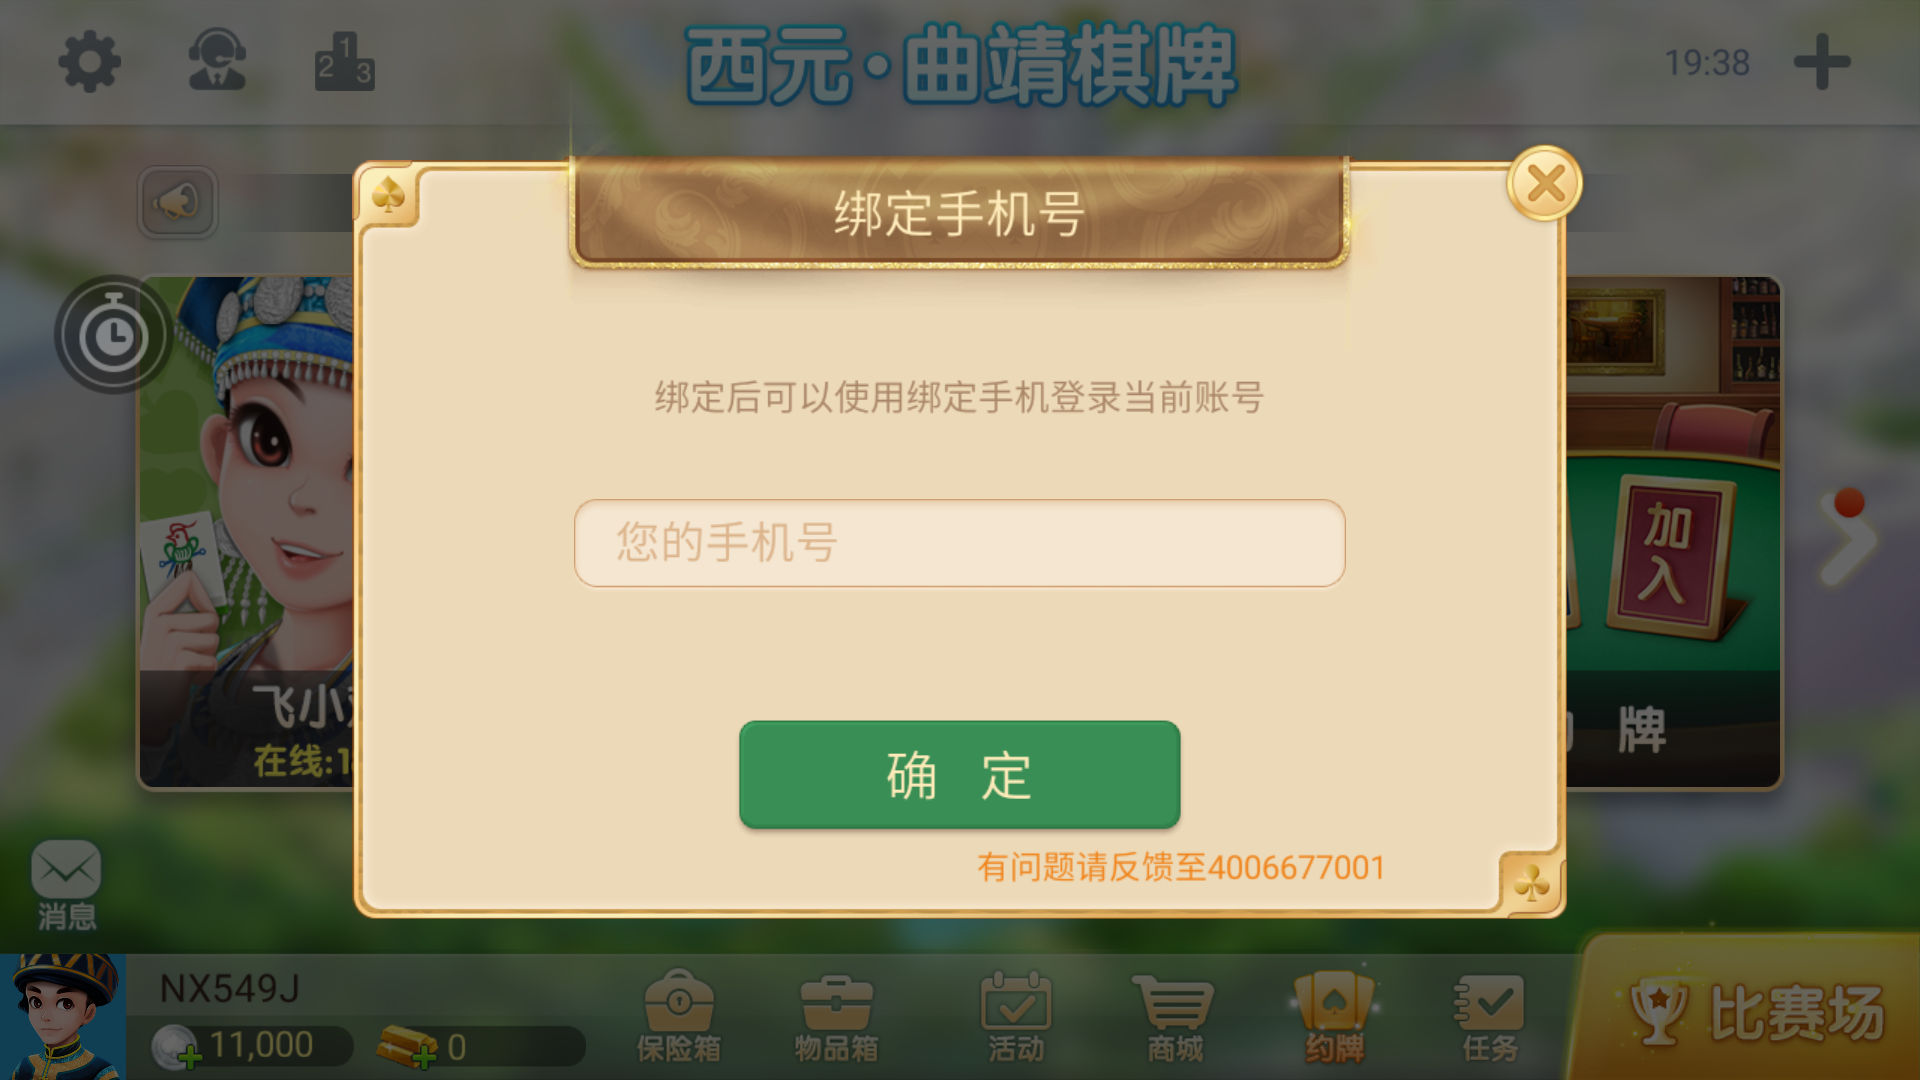 西元·曲靖棋牌
19:38
绑定手机号
绑定后可以使用绑定手机登录当前账号
您的手机号
加入
飞小
在线:1
牌
确 定
有问题请反馈至4006677001
消息
NX549J
11,000
0
保险箱
物品箱
活动
商城
约牌
任务
比赛场